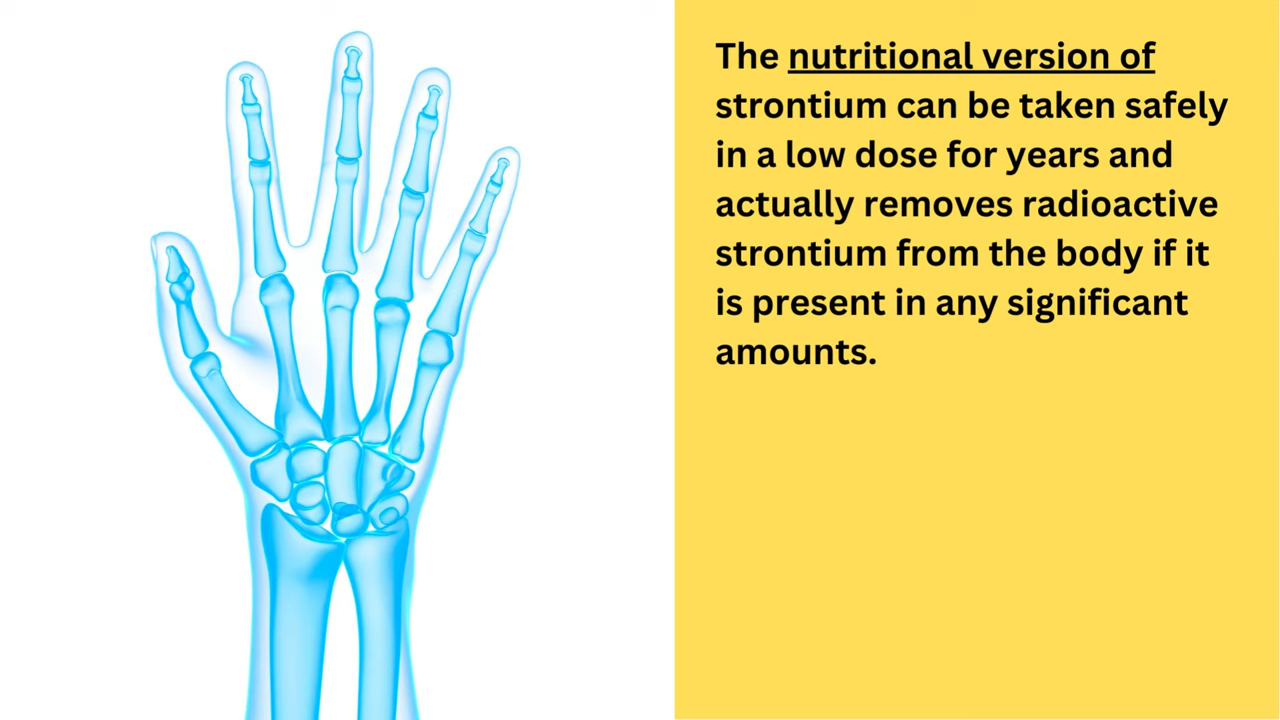 The nutritional version of
strontium can be taken safely
in a low dose for years and
actually removes radioactive
strontium from the body if it
is present in any significant
amounts.